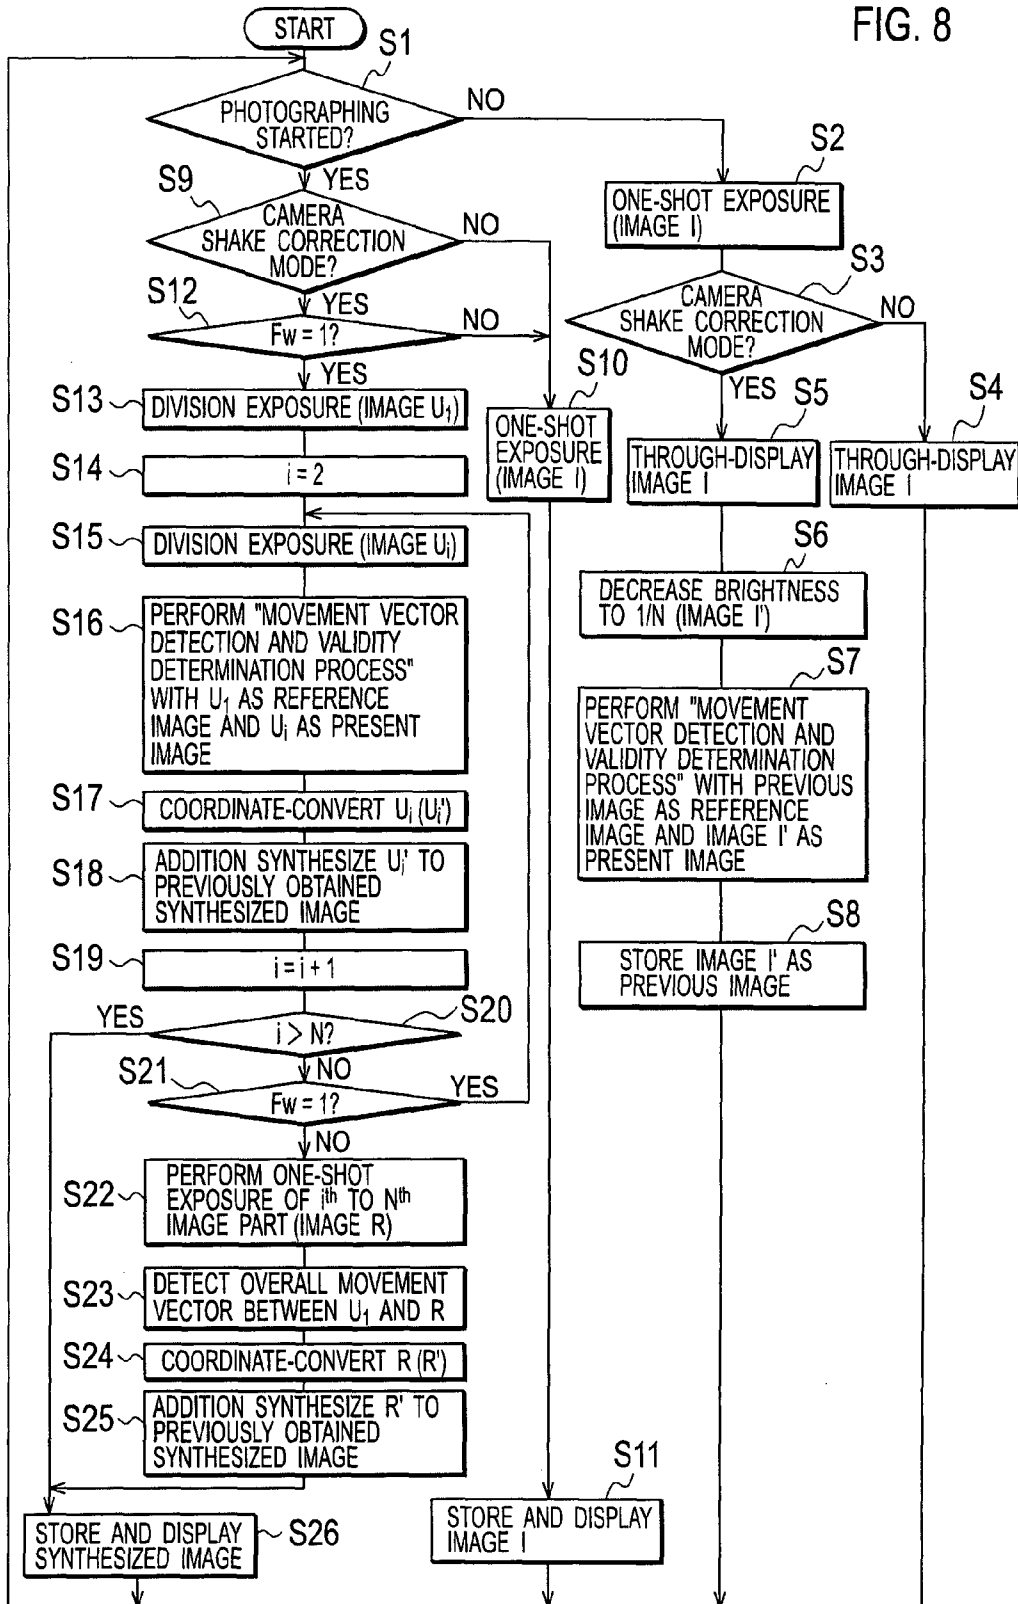 FIG. 8
START
S1
PHOTOGRAPHING
STARTED?
NO
YES
S9
CAMERA
SHAKE CORRECTION
MODE?
NO
YES
S12
Fw = 1?
NO
YES
S13
DIVISION EXPOSURE (IMAGE U1)
S14
i = 2
S15
DIVISION EXPOSURE (IMAGE Ui)
S16
PERFORM "MOVEMENT VECTOR
DETECTION AND VALIDITY
DETERMINATION PROCESS"
WITH U1 AS REFERENCE
IMAGE AND Ui AS PRESENT
IMAGE
S17
COORDINATE-CONVERT Ui (Ui')
S18
ADDITION SYNTHESIZE Ui' TO
PREVIOUSLY OBTAINED
SYNTHESIZED IMAGE
S19
i = i + 1
S20
i > N?
YES
NO
S21
Fw = 1?
YES
NO
S22
PERFORM ONE-SHOT
EXPOSURE OF ith TO Nth
IMAGE PART (IMAGE R)
S23
DETECT OVERALL MOVEMENT
VECTOR BETWEEN U1 AND R
S24
COORDINATE-CONVERT R (R')
S25
ADDITION SYNTHESIZE R' TO
PREVIOUSLY OBTAINED
SYNTHESIZED IMAGE
S26
STORE AND DISPLAY
SYNTHESIZED IMAGE
S10
ONE-SHOT
EXPOSURE
(IMAGE I)
S11
STORE AND DISPLAY
IMAGE I
S2
ONE-SHOT EXPOSURE
(IMAGE I)
S3
CAMERA
SHAKE CORRECTION
MODE?
NO
YES
S5
THROUGH-DISPLAY
IMAGE I
S4
THROUGH-DISPLAY
IMAGE I
S6
DECREASE BRIGHTNESS
TO 1/N (IMAGE I')
S7
PERFORM "MOVEMENT
VECTOR DETECTION AND
VALIDITY DETERMINATION
PROCESS" WITH PREVIOUS
IMAGE AS REFERENCE
IMAGE AND IMAGE I' AS
PRESENT IMAGE
S8
STORE IMAGE I' AS
PREVIOUS IMAGE